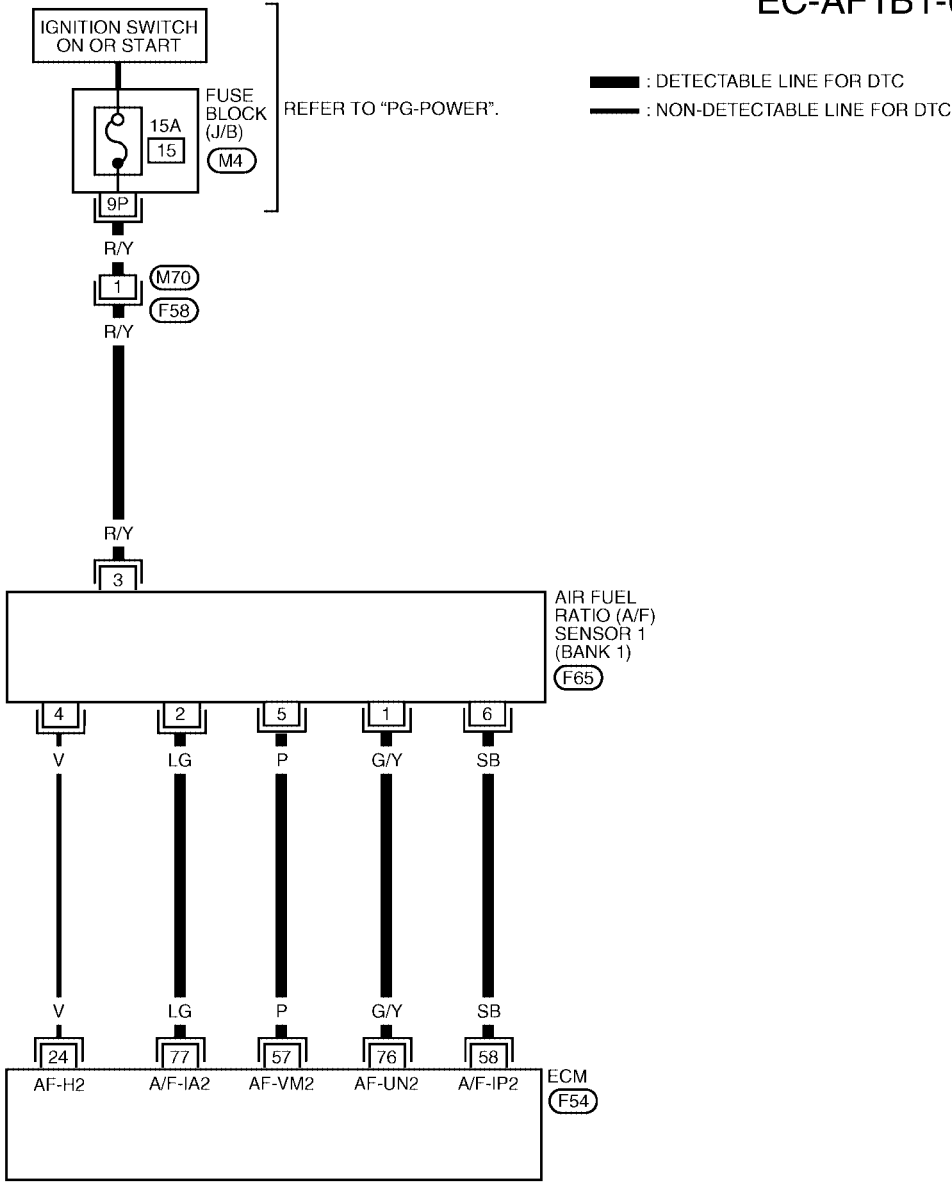 EC-AF1B1-0
IGNITION SWITCH
ON OR START
: DETECTABLE LINE FOR DTC
: NON-DETECTABLE LINE FOR DTC
FUSE
BLOCK
(J/B)
M4
REFER TO “PG-POWER”.
15A
15
9P
R/Y
1
M70
F58
R/Y
R/Y
3
AIR FUEL
RATIO (A/F)
SENSOR 1
(BANK 1)
F65
4 2 5 1 6
V LG P G/Y SB
V LG P G/Y SB
24 77 57 76 58
AF-H2 A/F-IA2 AF-VM2 AF-UN2 A/F-IP2
ECM
F54